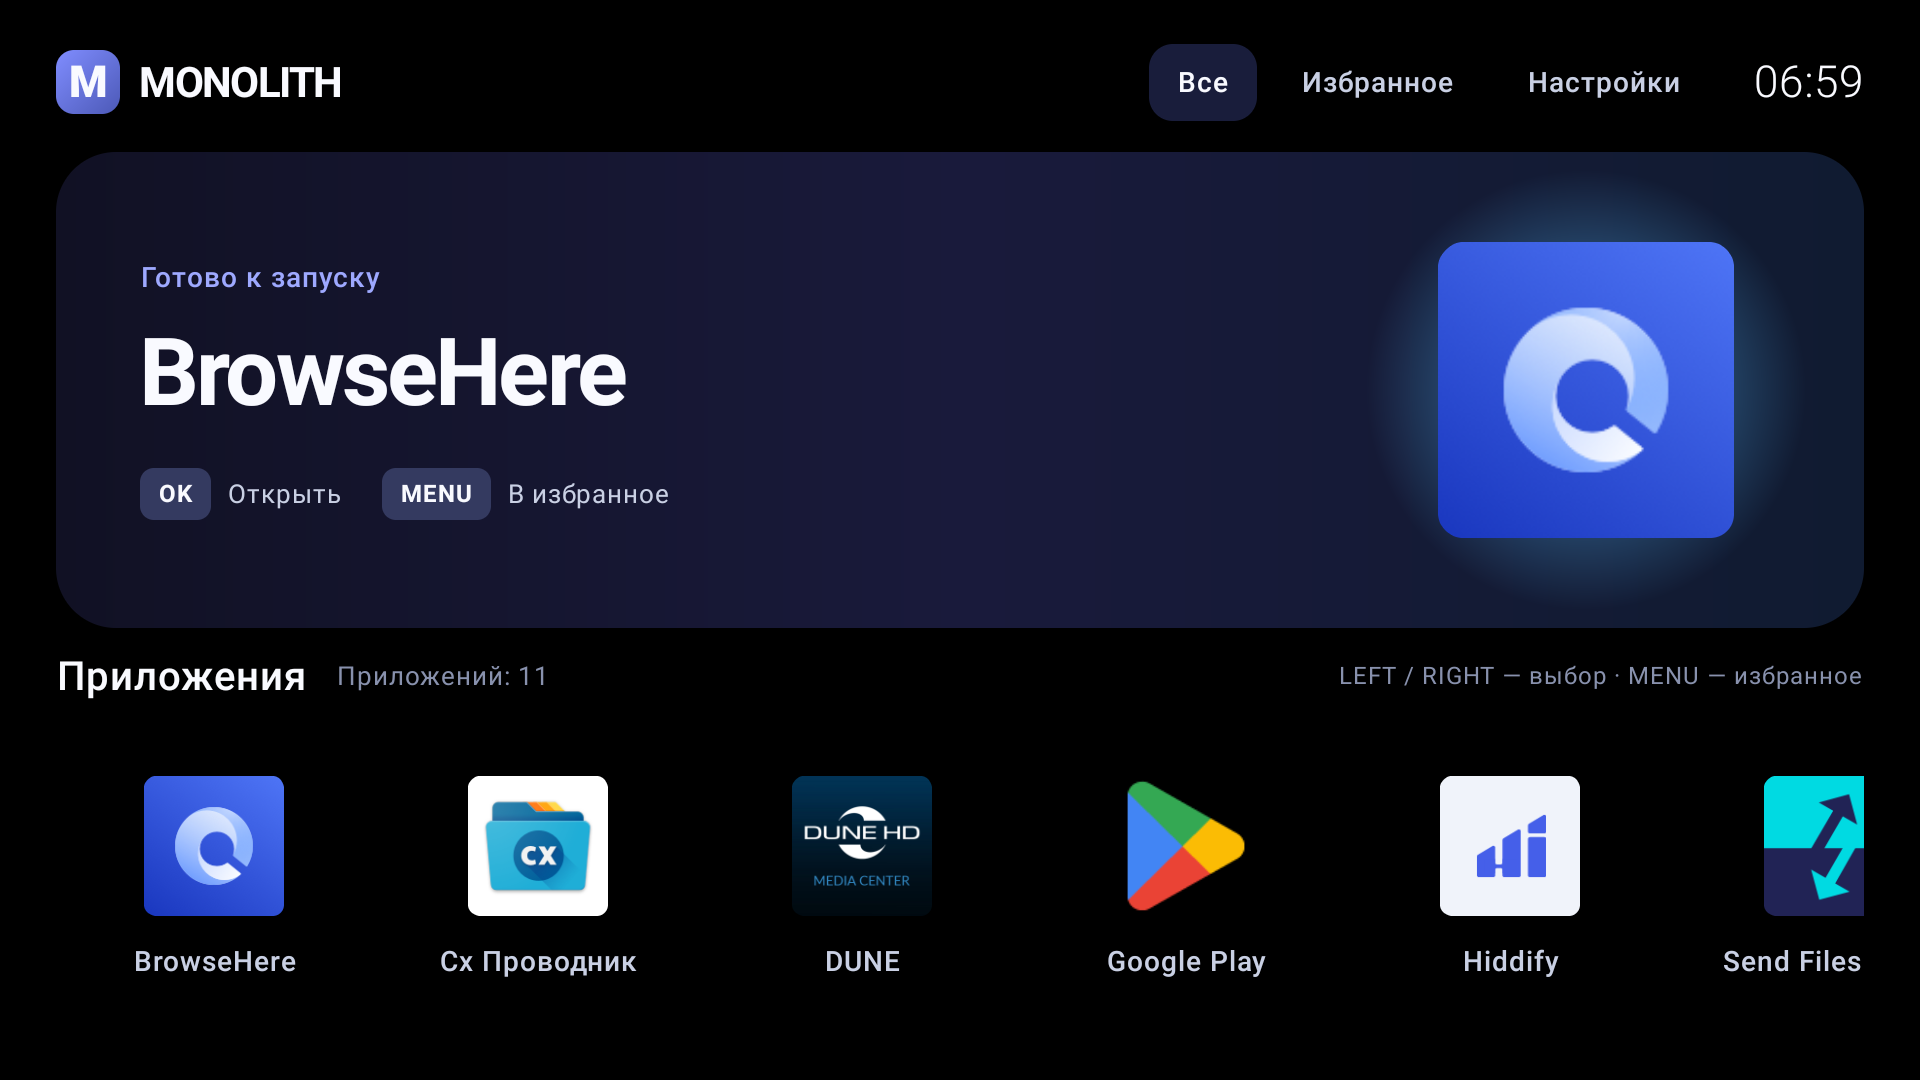 M MONOLITH
Все Избранное Настройки 06:59
Готово к запуску
BrowseHere
OK Открыть MENU В избранное
Приложения Приложений: 11
LEFT / RIGHT — выбор · MENU — избранное
CX
DUNE HD
MEDIA CENTER
BrowseHere Cx Проводник DUNE Google Play Hiddify Send Files